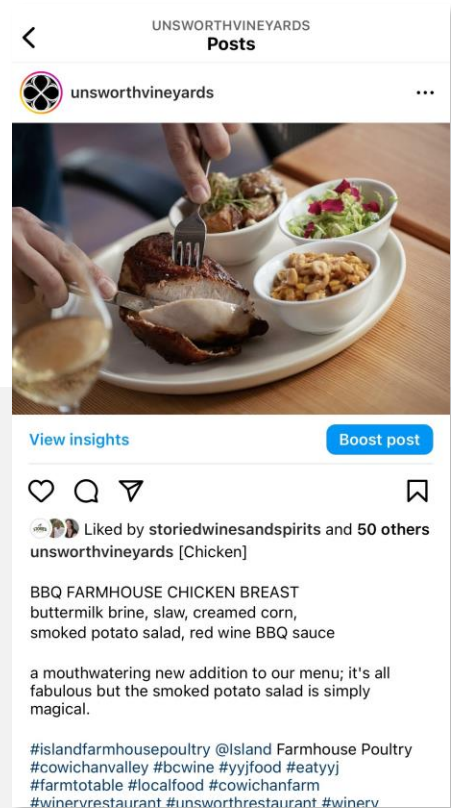 UNSWORTHVINEYARDS
Posts
unsworthvineyards
View insights
Boost post
Liked by storiedwinesandspirits and 50 others
unsworthvineyards [Chicken]
BBQ FARMHOUSE CHICKEN BREAST
buttermilk brine, slaw, creamed corn,
smoked potato salad, red wine BBQ sauce
a mouthwatering new addition to our menu; it's all
fabulous but the smoked potato salad is simply
magical.
#islandfarmhousepoultry @Island Farmhouse Poultry
#cowichanvalley #bcwine #yyjfood #eatyyj
#farmtotable #localfood #cowichanfarm
#wineryrestaurant #unsworthrestaurant #winery